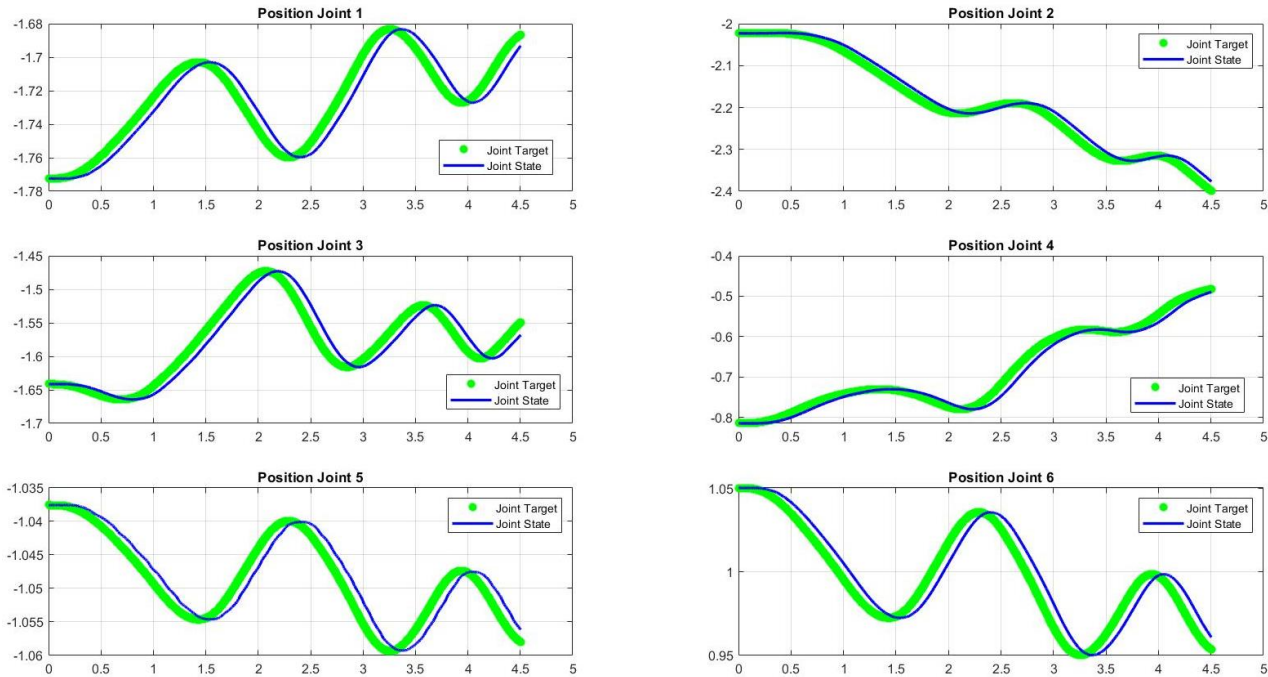 Position Joint 1
-1.68
-1.7
-1.72
-1.74
-1.76
-1.78
0 0.5 1 1.5 2 2.5 3 3.5 4 4.5 5
Joint Target
Joint State
Position Joint 2
-2
-2.1
-2.2
-2.3
-2.4
0 0.5 1 1.5 2 2.5 3 3.5 4 4.5 5
Joint Target
Joint State
Position Joint 3
-1.45
-1.5
-1.55
-1.6
-1.65
-1.7
0 0.5 1 1.5 2 2.5 3 3.5 4 4.5 5
Joint Target
Joint State
Position Joint 4
-0.4
-0.5
-0.6
-0.7
-0.8
0 0.5 1 1.5 2 2.5 3 3.5 4 4.5 5
Joint Target
Joint State
Position Joint 5
-1.035
-1.04
-1.045
-1.05
-1.055
-1.06
0 0.5 1 1.5 2 2.5 3 3.5 4 4.5 5
Joint Target
Joint State
Position Joint 6
1.05
1
0.95
0 0.5 1 1.5 2 2.5 3 3.5 4 4.5 5
Joint Target
Joint State